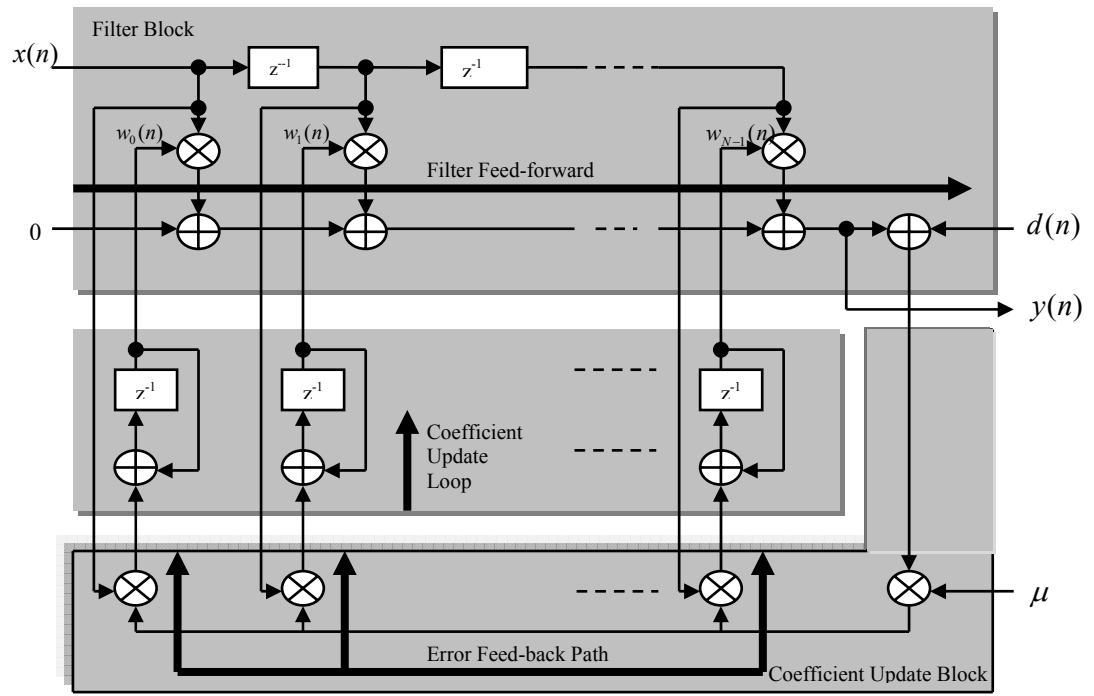 Filter Block
x(n)
z⁻⁻¹
z⁻¹
w₀(n)
w₁(n)
w_{N−1}(n)
Filter Feed-forward
0
d(n)
y(n)
z⁻¹
z⁻¹
z⁻¹
Coefficient
Update
Loop
μ
Error Feed-back Path
Coefficient Update Block